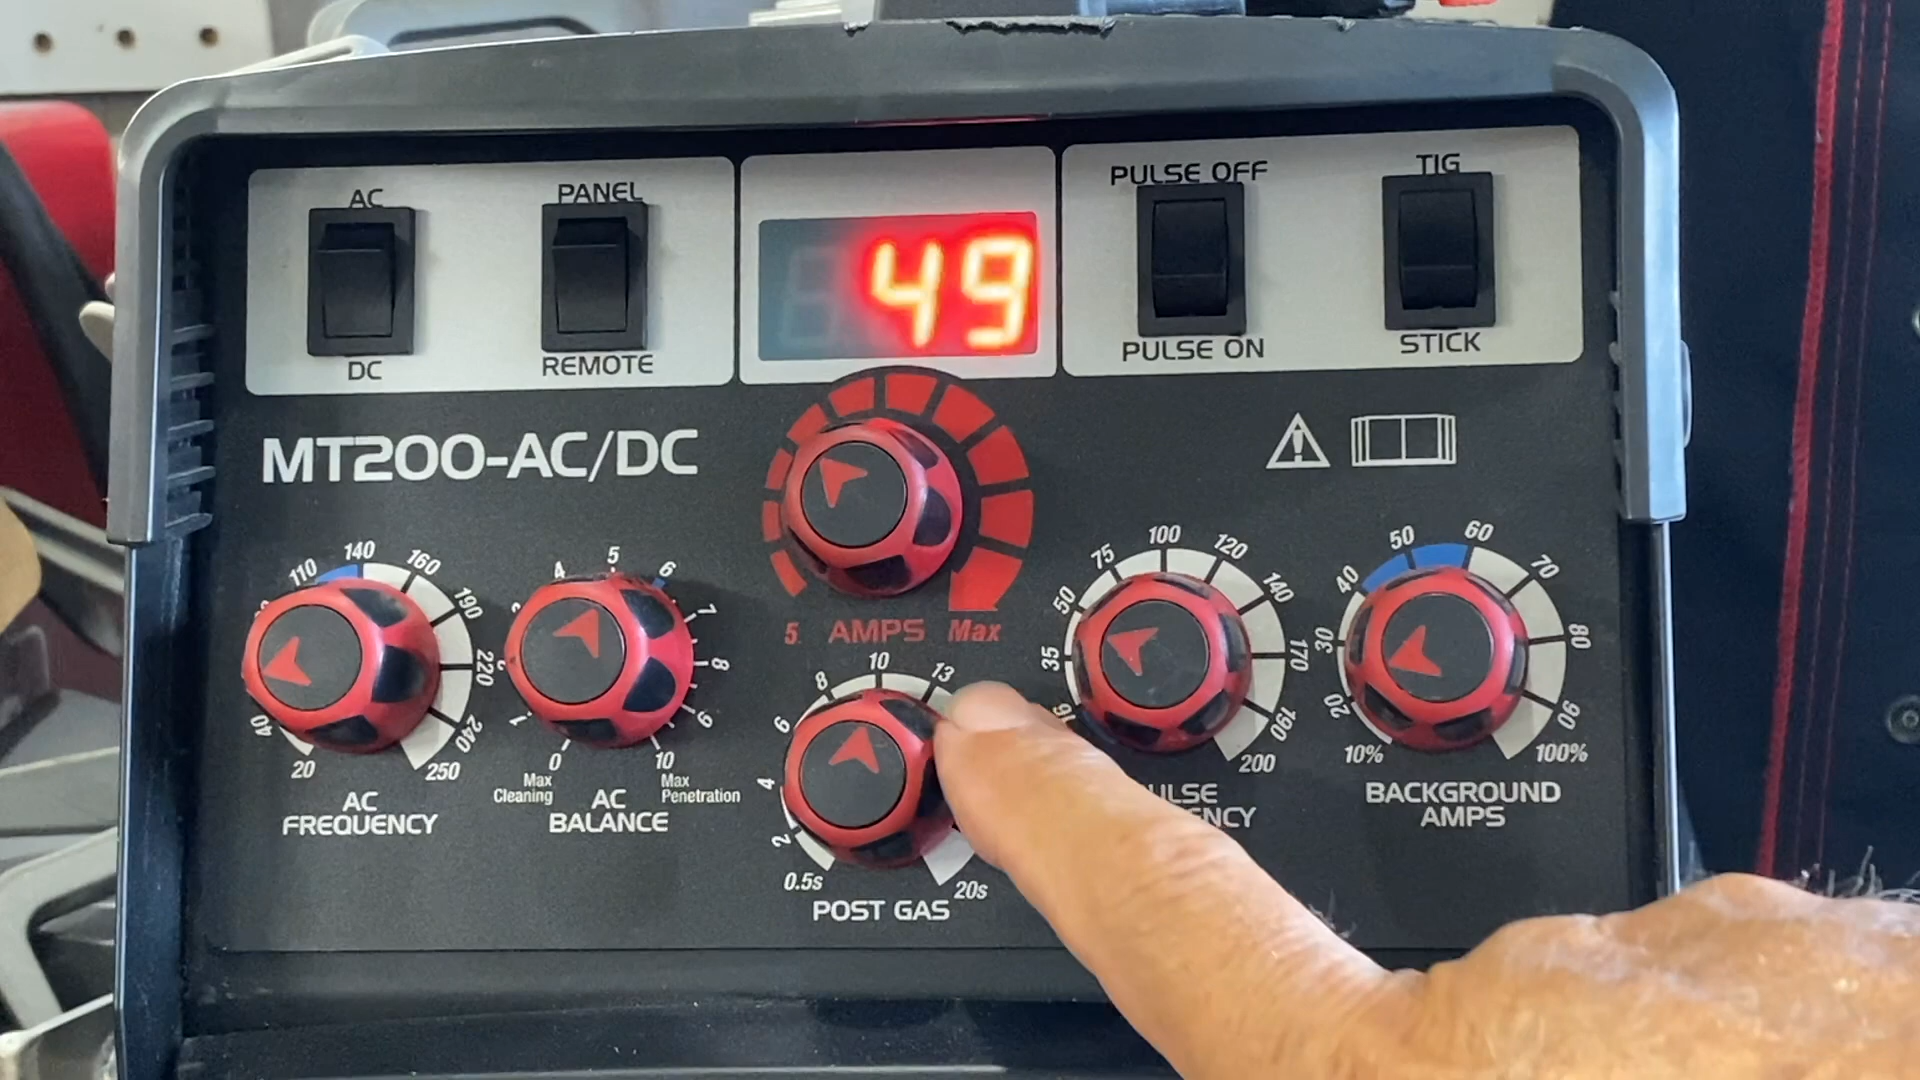 AC
PANEL
PULSE OFF
TIG
49
DC
REMOTE
PULSE ON
STICK
MT200-AC/DC
110 140 160 190 220 240 250
40 20
AC
FREQUENCY
4 5 6 7 8 9 10
1 0
Max
Cleaning
Max
Penetration
AC
BALANCE
5 AMPS Max
0.5s 2 4 6 8 10 13 20s
POST GAS
35 50 75 100 120 140 170 190 200
10% 20 30 40 50 60 70 80 90 100%
BACKGROUND
AMPS